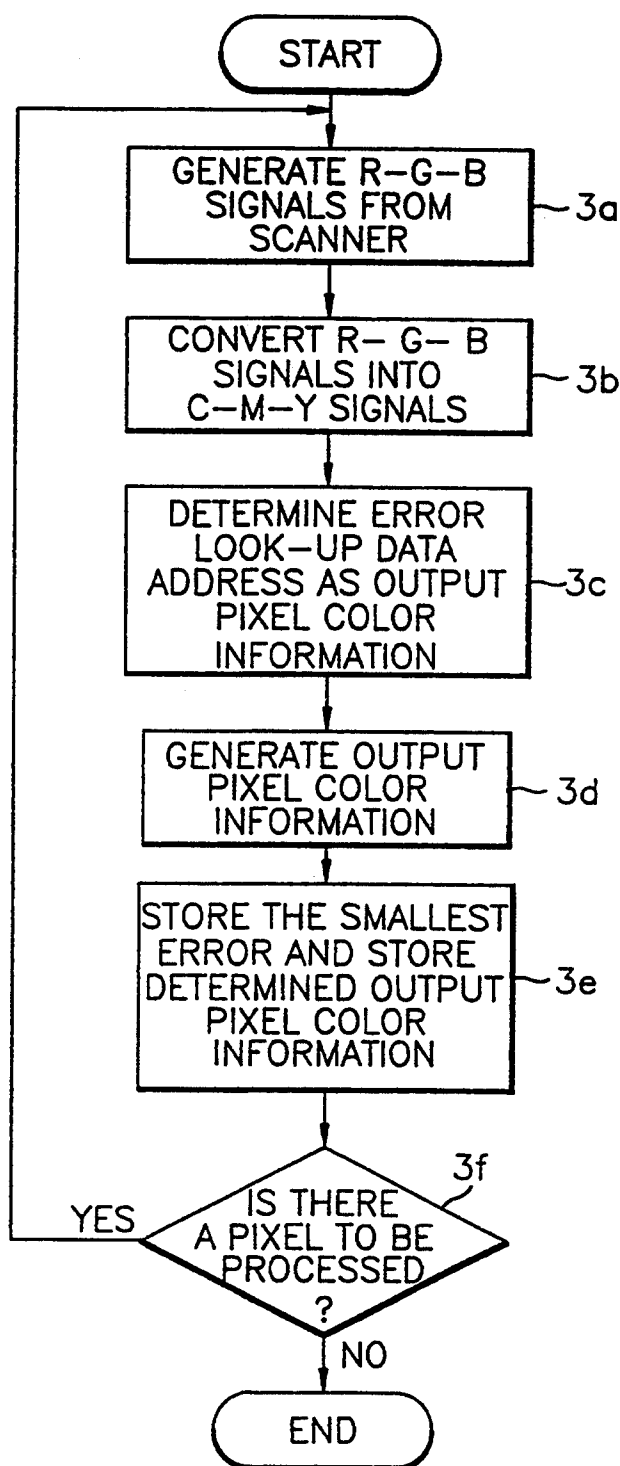 START
GENERATE R-G-B
SIGNALS FROM
SCANNER
3a
CONVERT R- G- B
SIGNALS INTO
C-M-Y SIGNALS
3b
DETERMINE ERROR
LOOK-UP DATA
ADDRESS AS OUTPUT
PIXEL COLOR
INFORMATION
3c
GENERATE OUTPUT
PIXEL COLOR
INFORMATION
3d
STORE THE SMALLEST
ERROR AND STORE
DETERMINED OUTPUT
PIXEL COLOR
INFORMATION
3e
3f
YES
IS THERE
A PIXEL TO BE
PROCESSED
?
NO
END